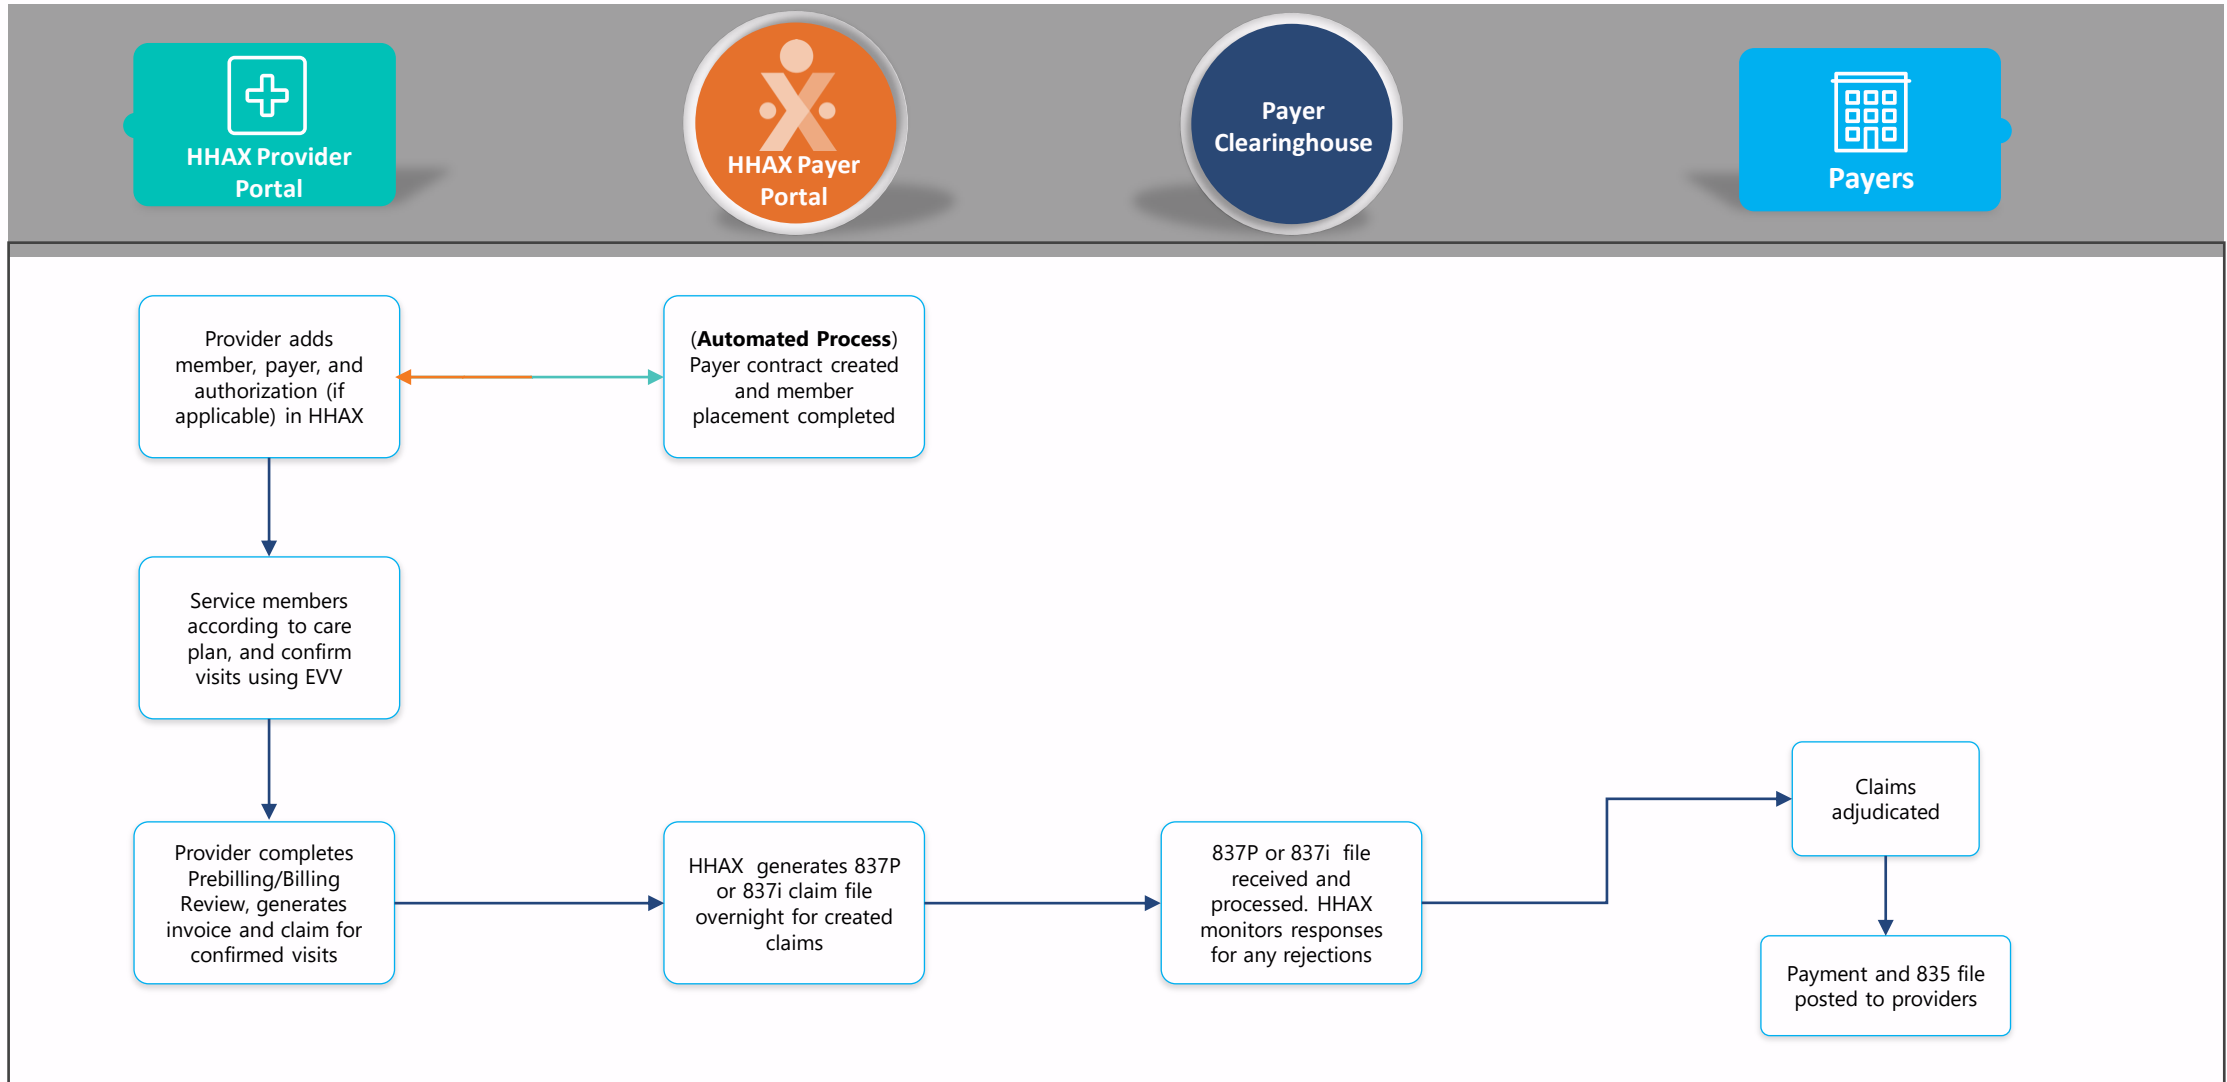 HHAX Provider
Portal
HHAX Payer
Portal
Payer
Clearinghouse
Payers
Provider adds
member, payer, and
authorization (if
applicable) in HHAX
(Automated Process)
Payer contract created
and member
placement completed
Service members
according to care
plan, and confirm
visits using EVV
Provider completes
Prebilling/Billing
Review, generates
invoice and claim for
confirmed visits
HHAX generates 837P
or 837i claim file
overnight for created
claims
837P or 837i file
received and
processed. HHAX
monitors responses
for any rejections
Claims
adjudicated
Payment and 835 file
posted to providers